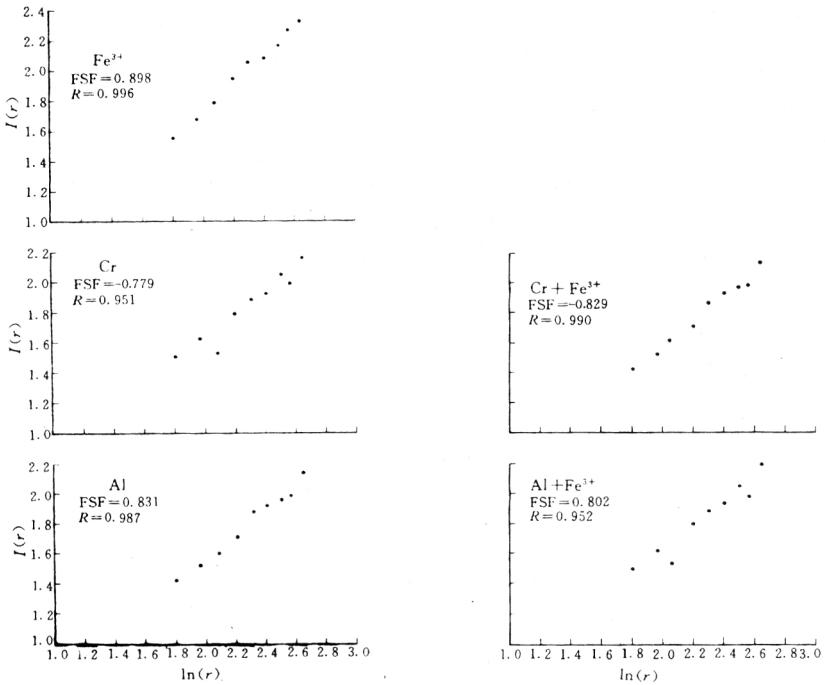 2.4
2.2
2.0
1.8
1.6
1.4
1.2
1.0
I(r)
Fe³⁺
FSF=0.898
R=0.996
2.2
2.0
1.8
1.6
1.4
1.2
1.0
I(r)
Cr
FSF=-0.779
R=0.951
Cr+Fe³⁺
FSF=-0.829
R=0.990
2.2
2.0
1.8
1.6
1.4
1.2
1.0
I(r)
Al
FSF=0.831
R=0.987
1.0 1.2 1.4 1.6 1.8 2.0 2.2 2.4 2.6 2.8 3.0
ln(r)
Al+Fe³⁺
FSF=0.802
R=0.952
1.0 1.2 1.4 1.6 1.8 2.0 2.2 2.4 2.6 2.8 3.0
ln(r)